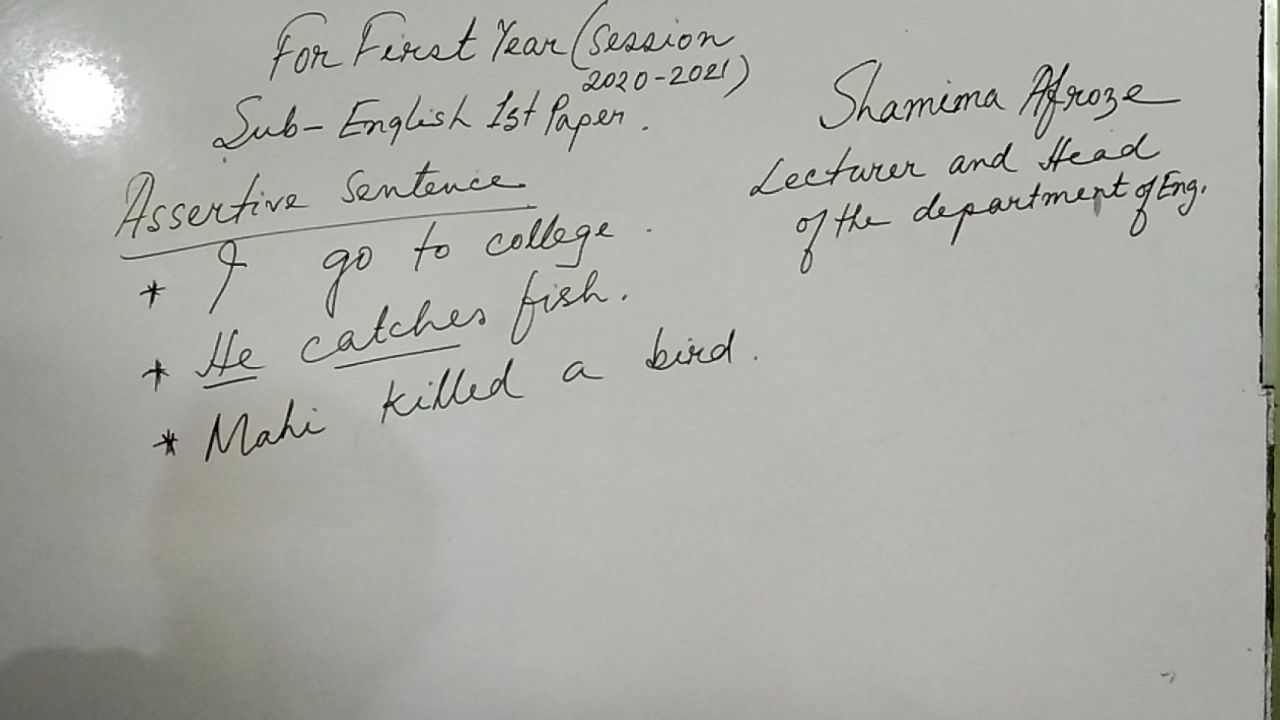 For First Year (Session
2020-2021)
Sub- English 1st Paper.
Shamima Afroze
Lecturer and Head
of the department of Eng.
Assertive Sentence
* I go to college.
* He catches fish.
* Mahi killed a bird.